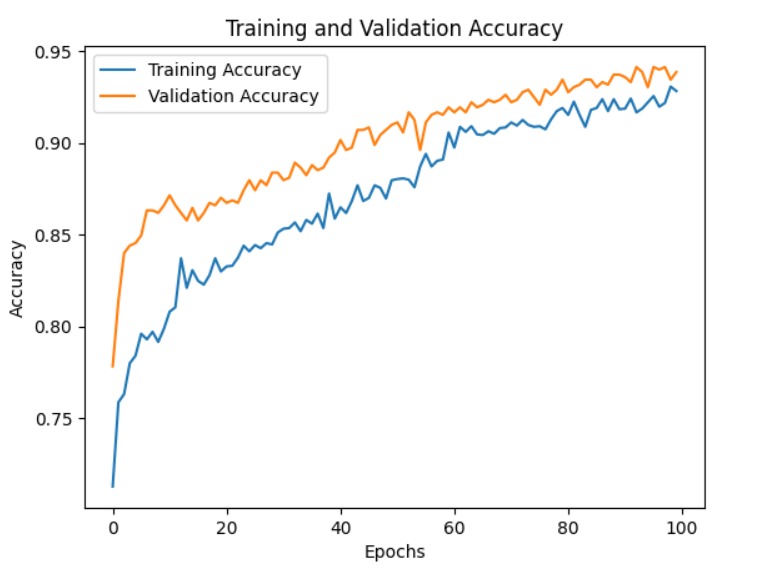 Training and Validation Accuracy
Training Accuracy
Validation Accuracy
0.95
0.90
0.85
0.80
0.75
Accuracy
0 20 40 60 80 100
Epochs